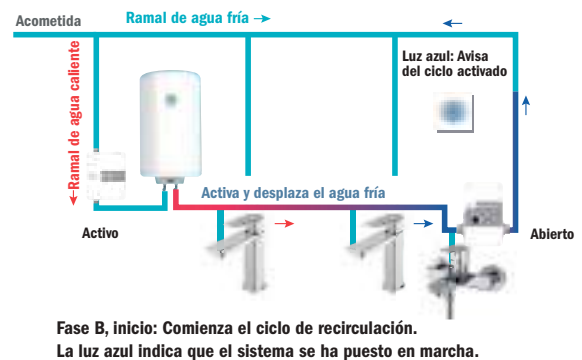 Acometida
Ramal de agua fría →
←
Luz azul: Avisa
del ciclo activado
← Ramal de agua caliente
Activa y desplaza el agua fría
Activo
Abierto
Fase B, inicio: Comienza el ciclo de recirculación.
La luz azul indica que el sistema se ha puesto en marcha.